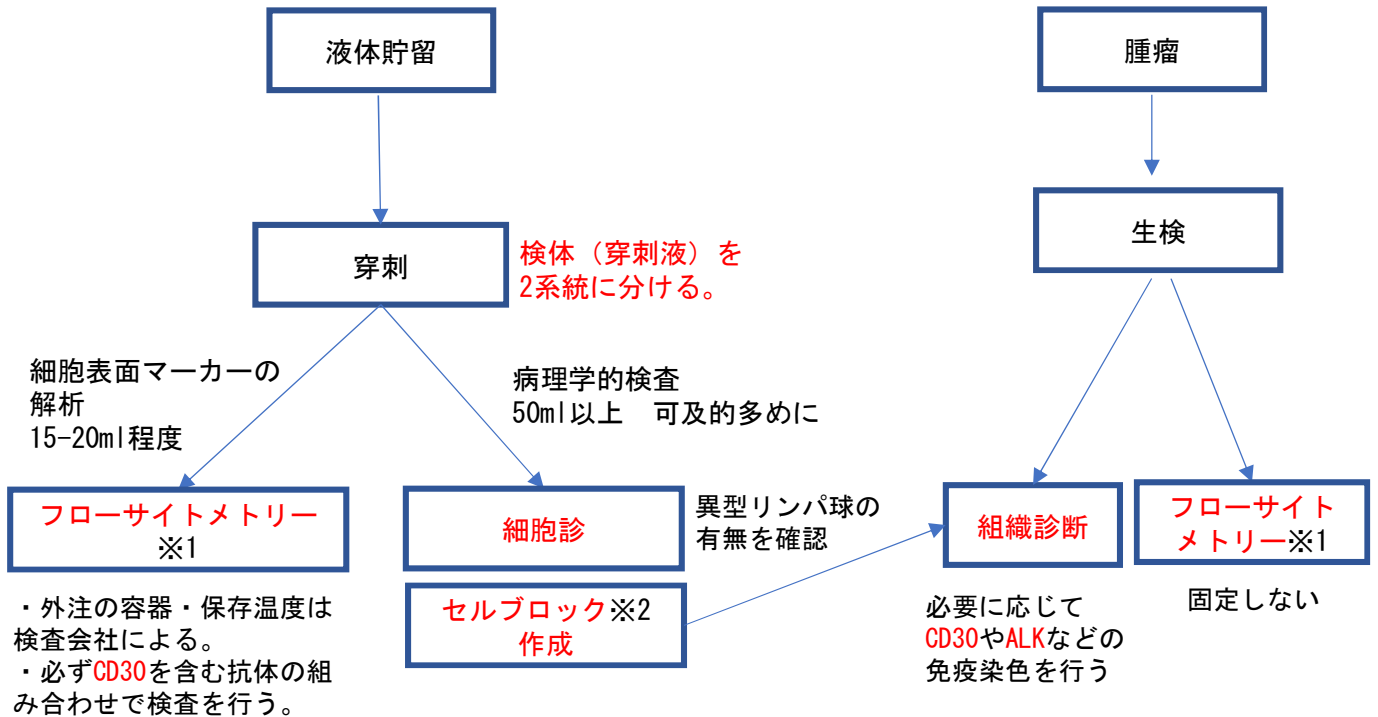 液体貯留
腫瘤
穿刺
検体（穿刺液）を
2系統に分ける。
生検
細胞表面マーカーの
解析
15-20ml程度
病理学的検査
50ml以上　可及的多めに
フローサイトメトリー
※1
細胞診
異型リンパ球の
有無を確認
組織診断
フローサイト
メトリー※1
・外注の容器・保存温度は
検査会社による。
・必ずCD30を含む抗体の組
み合わせで検査を行う。
セルブロック※2
作成
必要に応じて
CD30やALKなどの
免疫染色を行う
固定しない